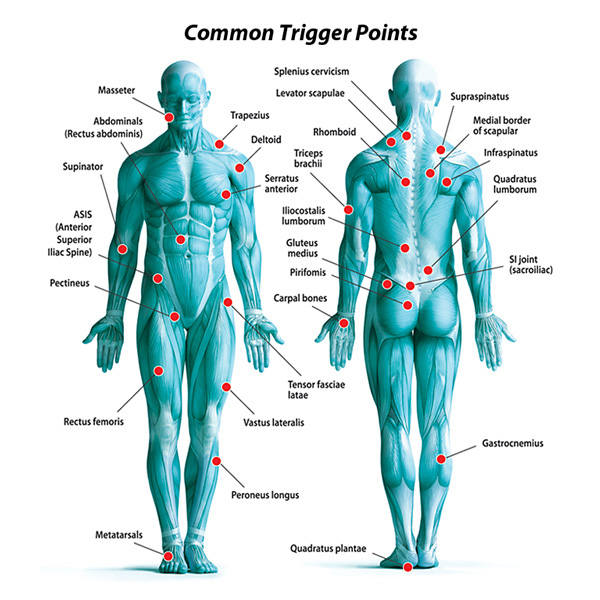 Common Trigger Points
Masseter
Abdominals
(Rectus abdominis)
Supinator
ASIS
(Anterior
Superior
Iliac Spine)
Pectineus
Rectus femoris
Metatarsals
Trapezius
Deltoid
Serratus
anterior
Tensor fasciae
latae
Vastus lateralis
Peroneus longus
Splenius cervicism
Levator scapulae
Rhomboid
Triceps
brachii
Iliocostalis
lumborum
Gluteus
medius
Pirifomis
Carpal bones
Quadratus plantae
Supraspinatus
Medial border
of scapular
Infraspinatus
Quadratus
lumborum
SI joint
(sacroiliac)
Gastrocnemius